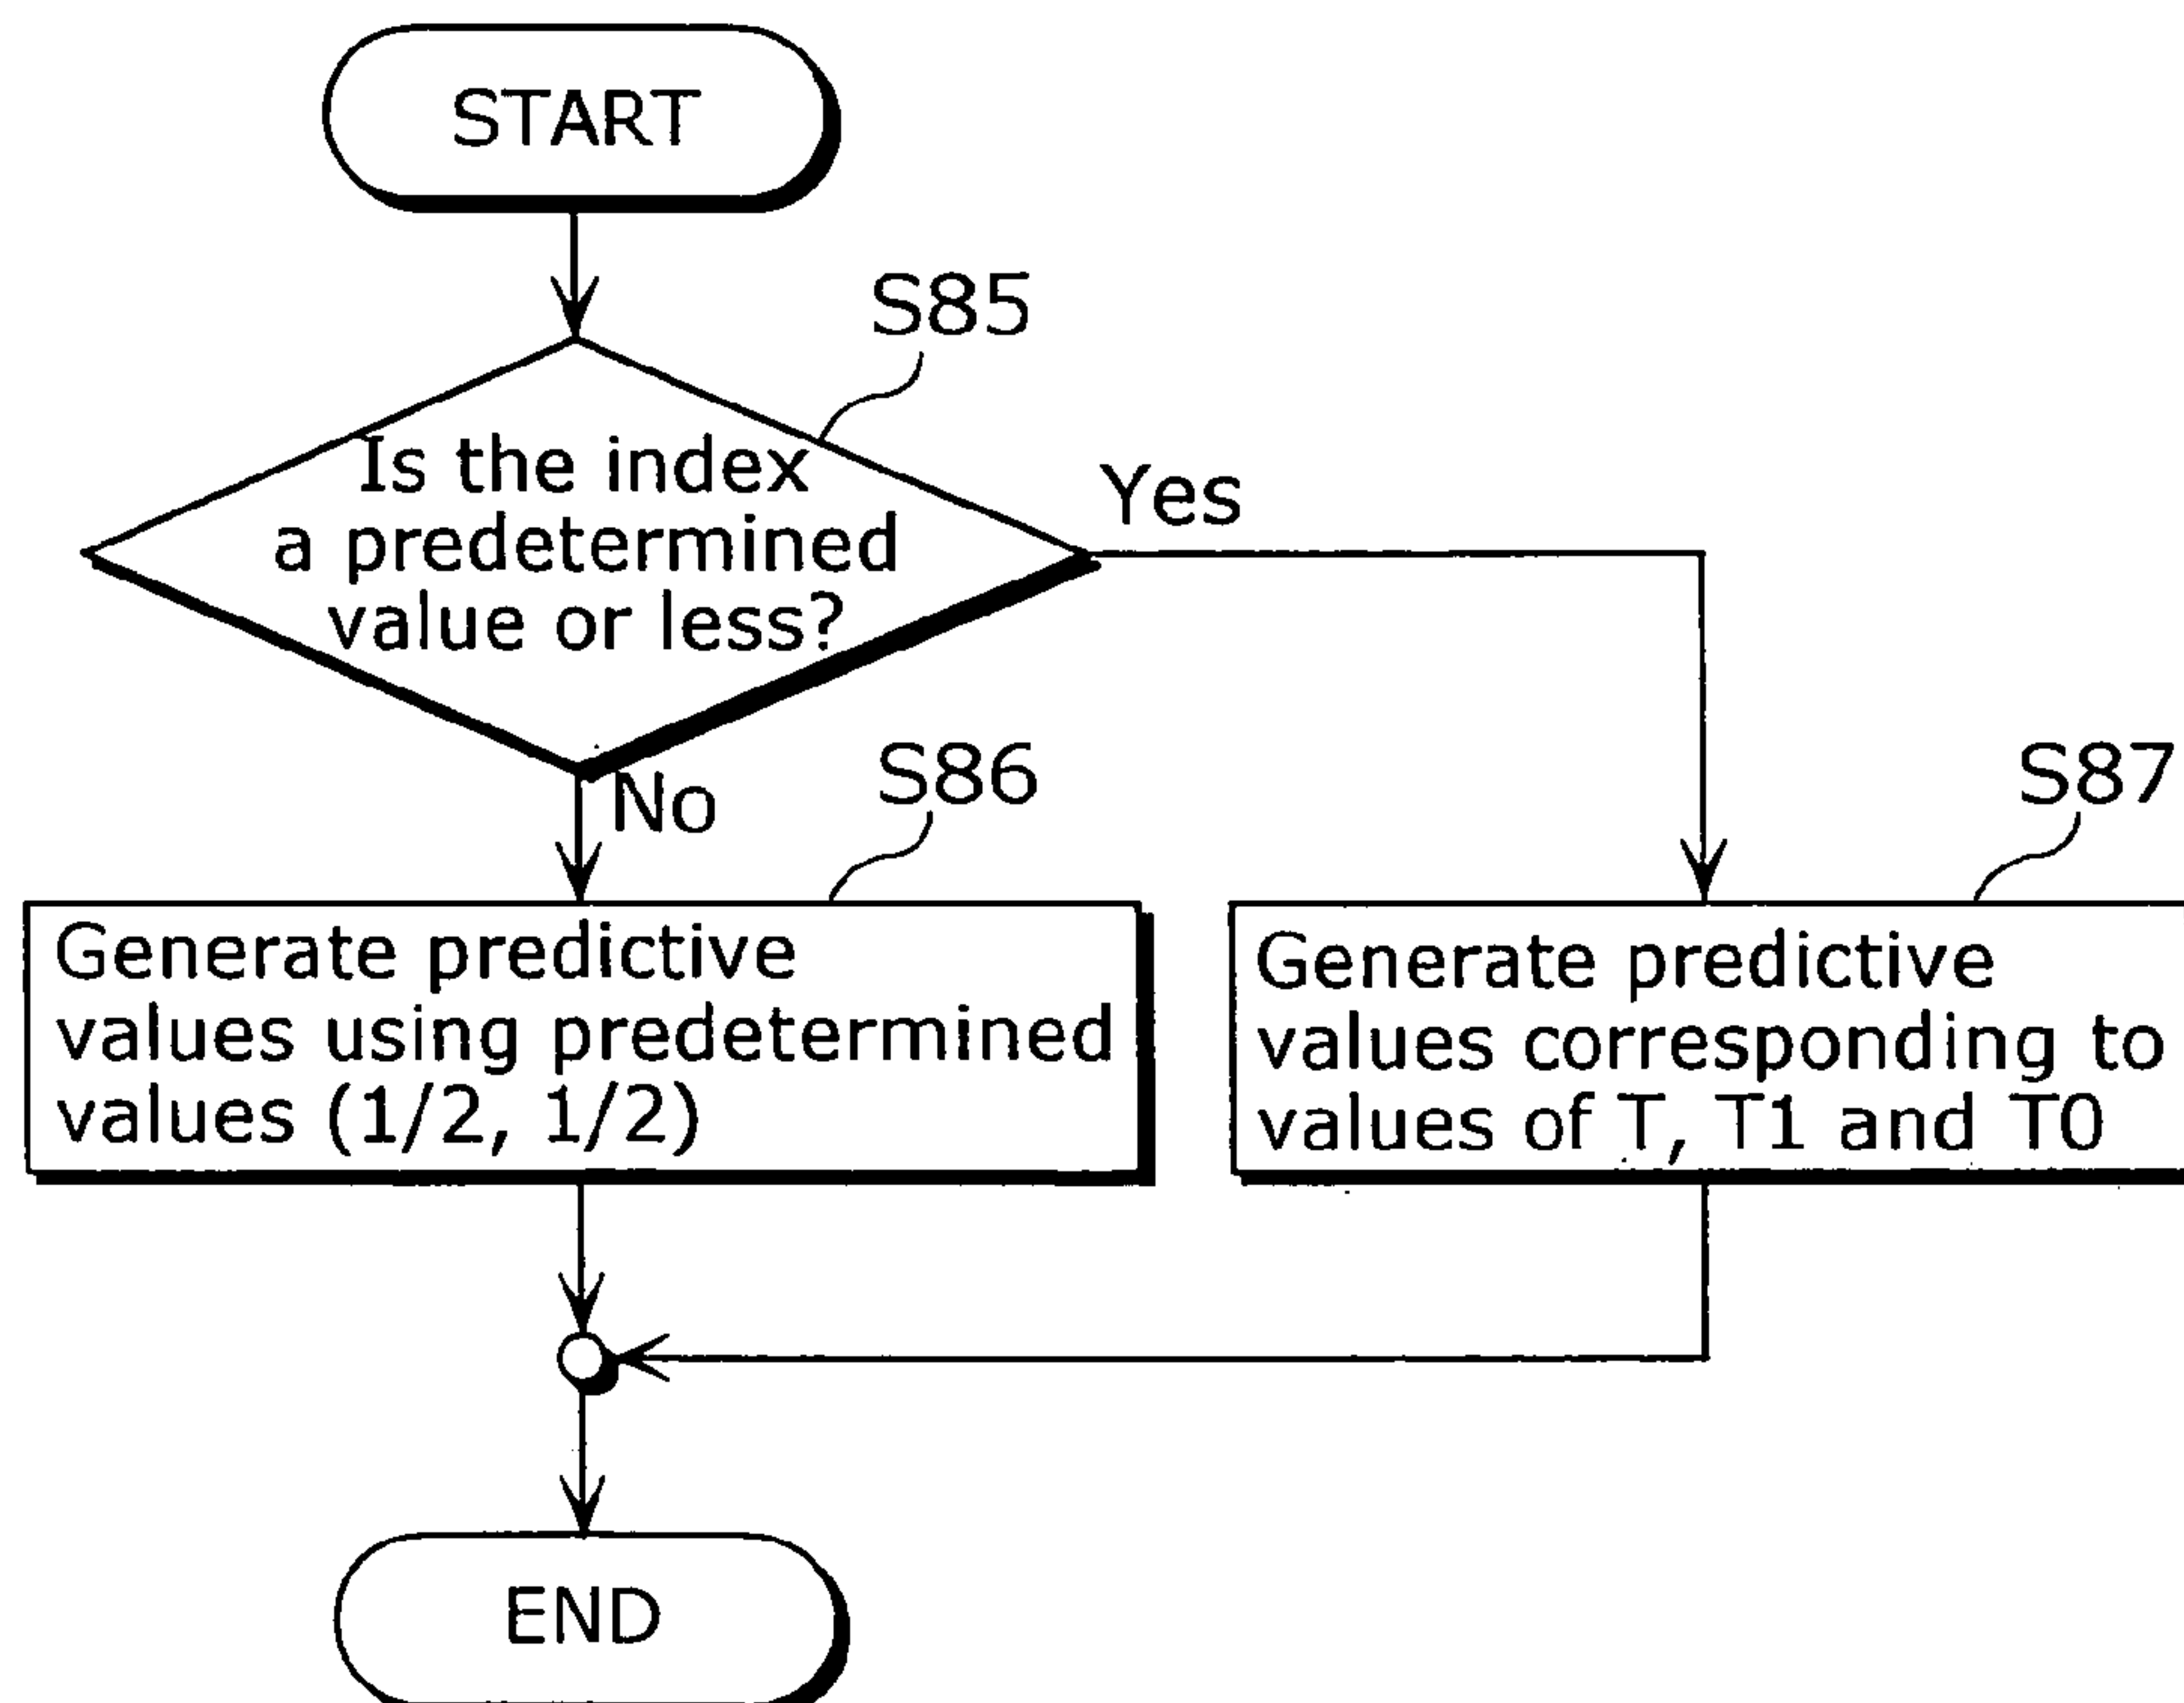 START
S85
Is the index
a predetermined
value or less?
Yes
No
S86
Generate predictive
values using predetermined
values (1/2, 1/2)
S87
Generate predictive
values corresponding to
values of T, T1 and T0
END